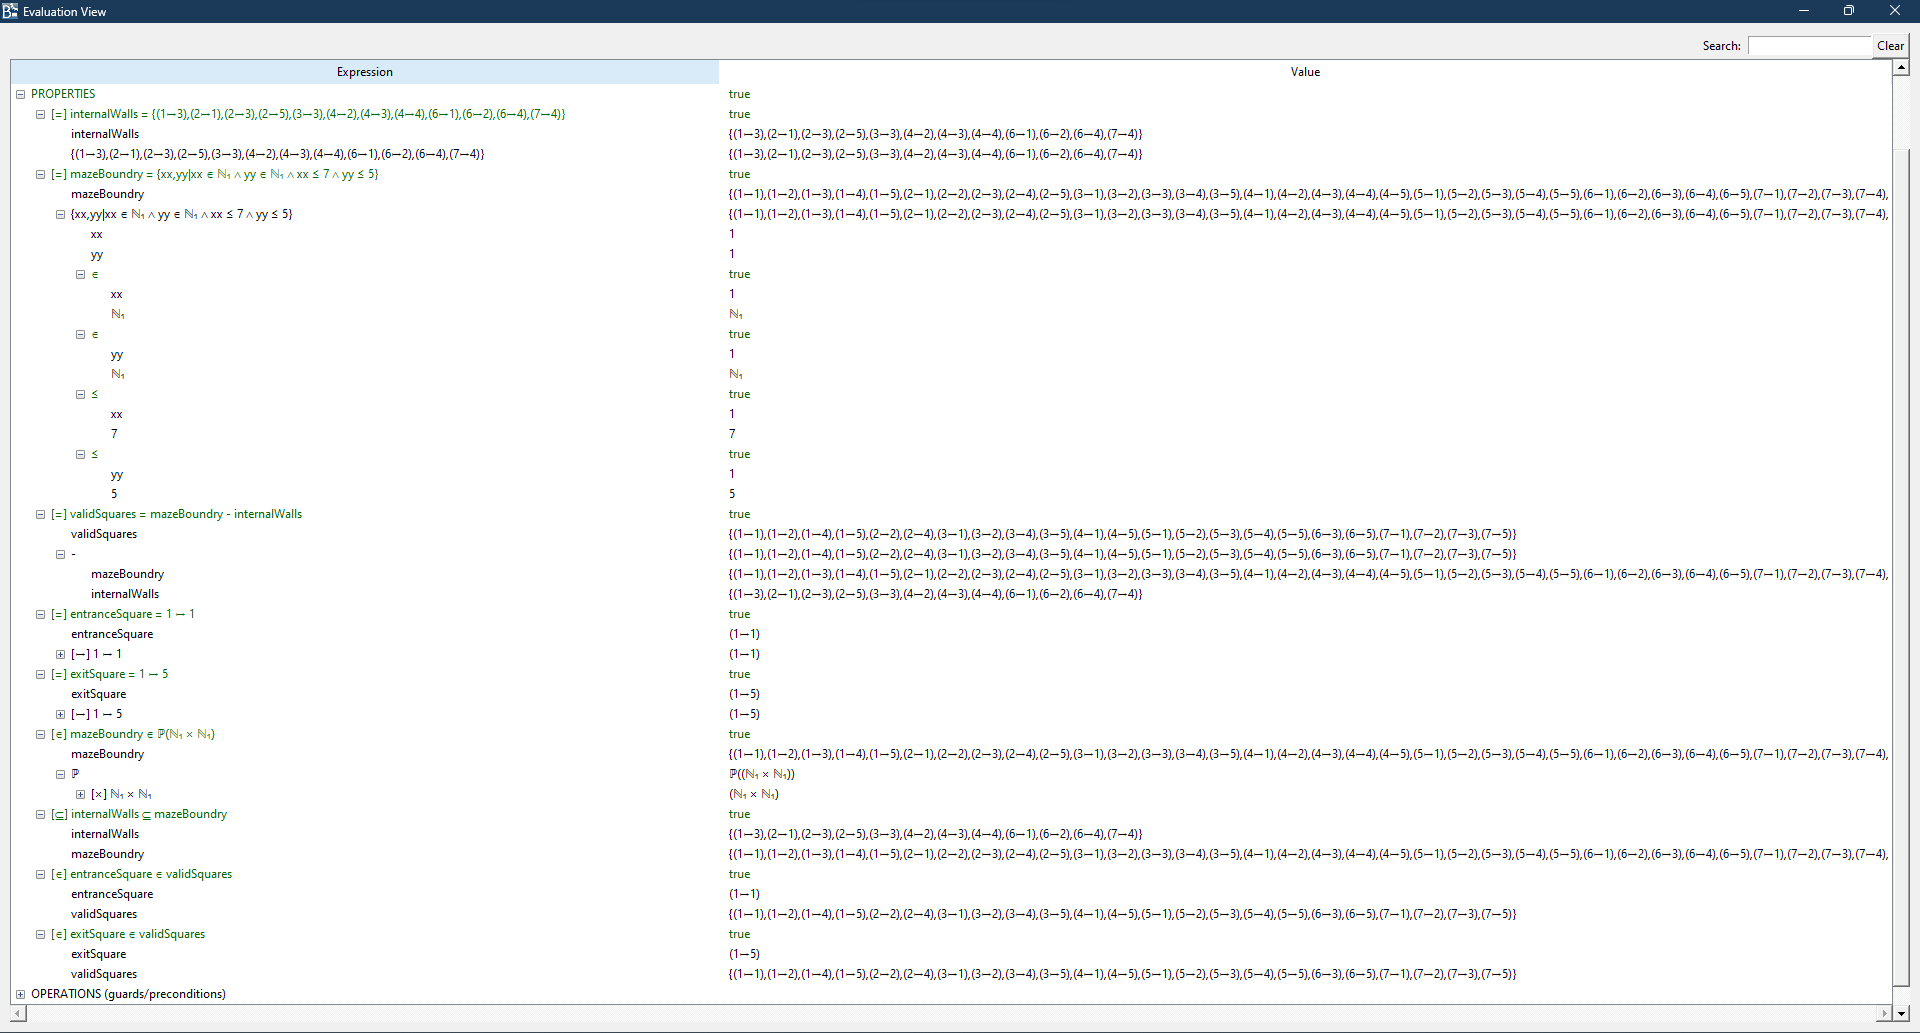 Evaluation View
Search: Clear
Expression Value
PROPERTIES true
[=] internalWalls = {(1↦3),(2↦1),(2↦3),(2↦5),(3↦3),(4↦2),(4↦3),(4↦4),(6↦1),(6↦2),(6↦4),(7↦4)} true
internalWalls {(1↦3),(2↦1),(2↦3),(2↦5),(3↦3),(4↦2),(4↦3),(4↦4),(6↦1),(6↦2),(6↦4),(7↦4)}
{(1↦3),(2↦1),(2↦3),(2↦5),(3↦3),(4↦2),(4↦3),(4↦4),(6↦1),(6↦2),(6↦4),(7↦4)} {(1↦3),(2↦1),(2↦3),(2↦5),(3↦3),(4↦2),(4↦3),(4↦4),(6↦1),(6↦2),(6↦4),(7↦4)}
[=] mazeBoundry = {xx,yy|xx ∈ ℕ₁ ∧ yy ∈ ℕ₁ ∧ xx ≤ 7 ∧ yy ≤ 5} true
mazeBoundry {(1↦1),(1↦2),(1↦3),(1↦4),(1↦5),(2↦1),(2↦2),(2↦3),(2↦4),(2↦5),(3↦1),(3↦2),(3↦3),(3↦4),(3↦5),(4↦1),(4↦2),(4↦3),(4↦4),(4↦5),(5↦1),(5↦2),(5↦3),(5↦4),(5↦5),(6↦1),(6↦2),(6↦3),(6↦4),(6↦5),(7↦1),(7↦2),(7↦3),(7↦4),
{xx,yy|xx ∈ ℕ₁ ∧ yy ∈ ℕ₁ ∧ xx ≤ 7 ∧ yy ≤ 5} {(1↦1),(1↦2),(1↦3),(1↦4),(1↦5),(2↦1),(2↦2),(2↦3),(2↦4),(2↦5),(3↦1),(3↦2),(3↦3),(3↦4),(3↦5),(4↦1),(4↦2),(4↦3),(4↦4),(4↦5),(5↦1),(5↦2),(5↦3),(5↦4),(5↦5),(6↦1),(6↦2),(6↦3),(6↦4),(6↦5),(7↦1),(7↦2),(7↦3),(7↦4),
xx 1
yy 1
∈ true
xx 1
ℕ₁ ℕ₁
∈ true
yy 1
ℕ₁ ℕ₁
≤ true
xx 1
7 7
≤ true
yy 1
5 5
[=] validSquares = mazeBoundry - internalWalls true
validSquares {(1↦1),(1↦2),(1↦4),(1↦5),(2↦2),(2↦4),(3↦1),(3↦2),(3↦4),(3↦5),(4↦1),(4↦5),(5↦1),(5↦2),(5↦3),(5↦4),(5↦5),(6↦3),(6↦5),(7↦1),(7↦2),(7↦3),(7↦5)}
- {(1↦1),(1↦2),(1↦4),(1↦5),(2↦2),(2↦4),(3↦1),(3↦2),(3↦4),(3↦5),(4↦1),(4↦5),(5↦1),(5↦2),(5↦3),(5↦4),(5↦5),(6↦3),(6↦5),(7↦1),(7↦2),(7↦3),(7↦5)}
mazeBoundry {(1↦1),(1↦2),(1↦3),(1↦4),(1↦5),(2↦1),(2↦2),(2↦3),(2↦4),(2↦5),(3↦1),(3↦2),(3↦3),(3↦4),(3↦5),(4↦1),(4↦2),(4↦3),(4↦4),(4↦5),(5↦1),(5↦2),(5↦3),(5↦4),(5↦5),(6↦1),(6↦2),(6↦3),(6↦4),(6↦5),(7↦1),(7↦2),(7↦3),(7↦4),
internalWalls {(1↦3),(2↦1),(2↦3),(2↦5),(3↦3),(4↦2),(4↦3),(4↦4),(6↦1),(6↦2),(6↦4),(7↦4)}
[=] entranceSquare = 1 ↦ 1 true
entranceSquare (1↦1)
[↦] 1 ↦ 1 (1↦1)
[=] exitSquare = 1 ↦ 5 true
exitSquare (1↦5)
[↦] 1 ↦ 5 (1↦5)
[∈] mazeBoundry ∈ ℙ(ℕ₁ × ℕ₁) true
mazeBoundry {(1↦1),(1↦2),(1↦3),(1↦4),(1↦5),(2↦1),(2↦2),(2↦3),(2↦4),(2↦5),(3↦1),(3↦2),(3↦3),(3↦4),(3↦5),(4↦1),(4↦2),(4↦3),(4↦4),(4↦5),(5↦1),(5↦2),(5↦3),(5↦4),(5↦5),(6↦1),(6↦2),(6↦3),(6↦4),(6↦5),(7↦1),(7↦2),(7↦3),(7↦4),
ℙ ℙ((ℕ₁ × ℕ₁))
[×] ℕ₁ × ℕ₁ (ℕ₁ × ℕ₁)
[⊆] internalWalls ⊆ mazeBoundry true
internalWalls {(1↦3),(2↦1),(2↦3),(2↦5),(3↦3),(4↦2),(4↦3),(4↦4),(6↦1),(6↦2),(6↦4),(7↦4)}
mazeBoundry {(1↦1),(1↦2),(1↦3),(1↦4),(1↦5),(2↦1),(2↦2),(2↦3),(2↦4),(2↦5),(3↦1),(3↦2),(3↦3),(3↦4),(3↦5),(4↦1),(4↦2),(4↦3),(4↦4),(4↦5),(5↦1),(5↦2),(5↦3),(5↦4),(5↦5),(6↦1),(6↦2),(6↦3),(6↦4),(6↦5),(7↦1),(7↦2),(7↦3),(7↦4),
[∈] entranceSquare ∈ validSquares true
entranceSquare (1↦1)
validSquares {(1↦1),(1↦2),(1↦4),(1↦5),(2↦2),(2↦4),(3↦1),(3↦2),(3↦4),(3↦5),(4↦1),(4↦5),(5↦1),(5↦2),(5↦3),(5↦4),(5↦5),(6↦3),(6↦5),(7↦1),(7↦2),(7↦3),(7↦5)}
[∈] exitSquare ∈ validSquares true
exitSquare (1↦5)
validSquares {(1↦1),(1↦2),(1↦4),(1↦5),(2↦2),(2↦4),(3↦1),(3↦2),(3↦4),(3↦5),(4↦1),(4↦5),(5↦1),(5↦2),(5↦3),(5↦4),(5↦5),(6↦3),(6↦5),(7↦1),(7↦2),(7↦3),(7↦5)}
OPERATIONS (guards/preconditions)